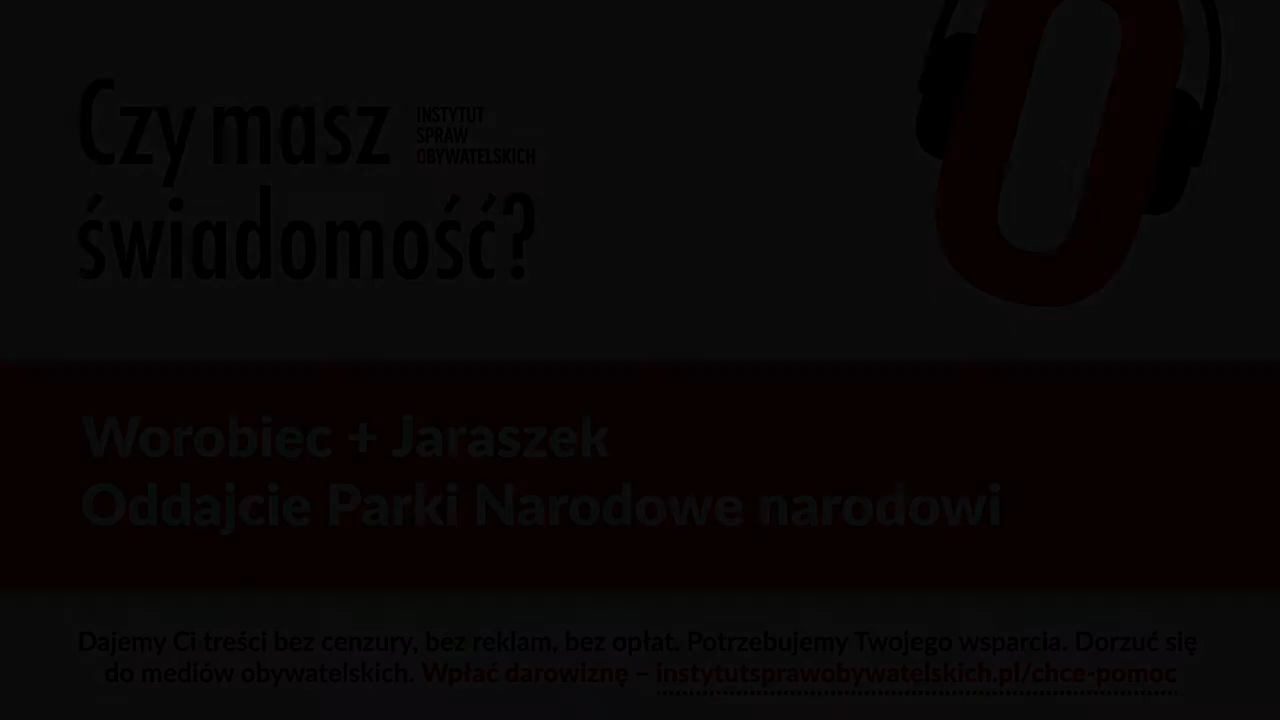 Czy masz
świadomość?
INSTYTUT
SPRAW
OBYWATELSKICH
Worobiec + Jaraszek
Oddajcie Parki Narodowe narodowi
Dajemy Ci treści bez cenzury, bez reklam, bez opłat. Potrzebujemy Twojego wsparcia. Dorzuć się
do mediów obywatelskich. Wpłać darowiznę – instytutsprawobywatelskich.pl/chce-pomoc